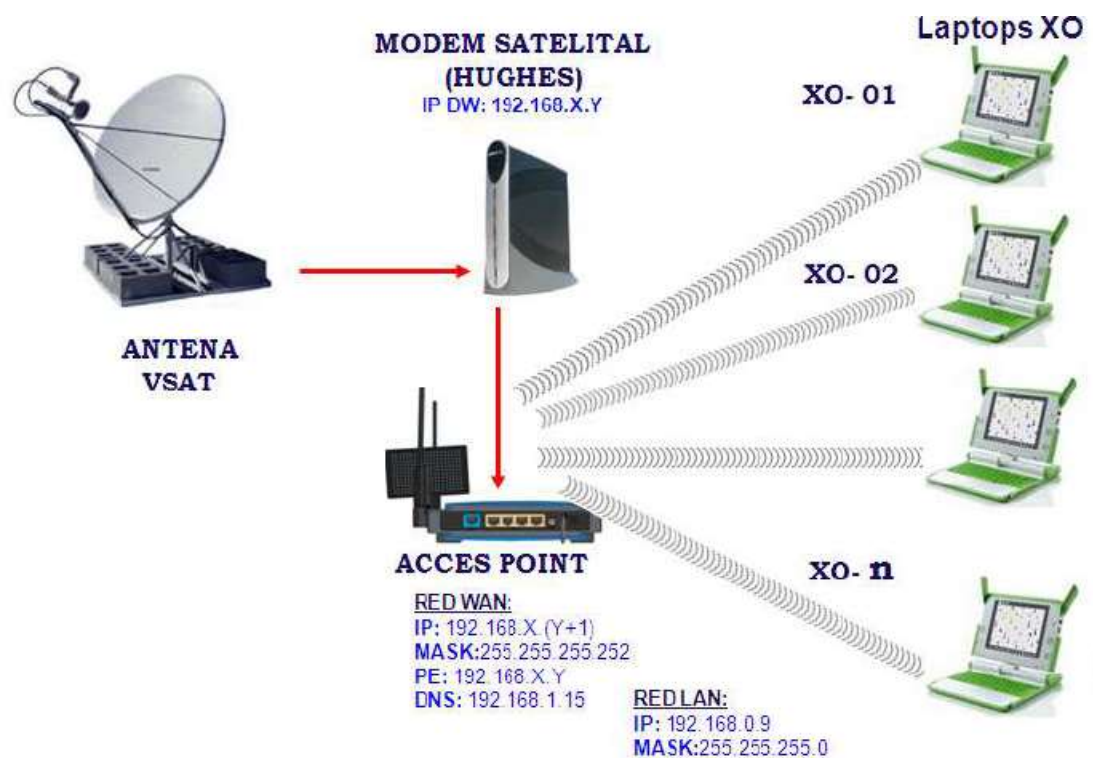 Laptops XO
MODEM SATELITAL
(HUGHES)
IP DW: 192.168.X.Y
XO- 01
XO- 02
ANTENA
VSAT
ACCES POINT
XO- n
RED WAN:
IP: 192.168.X.(Y+1)
MASK:255.255.255.252
PE: 192.168.X.Y
DNS: 192.168.1.15
RED LAN:
IP: 192.168.0.9
MASK:255.255.255.0